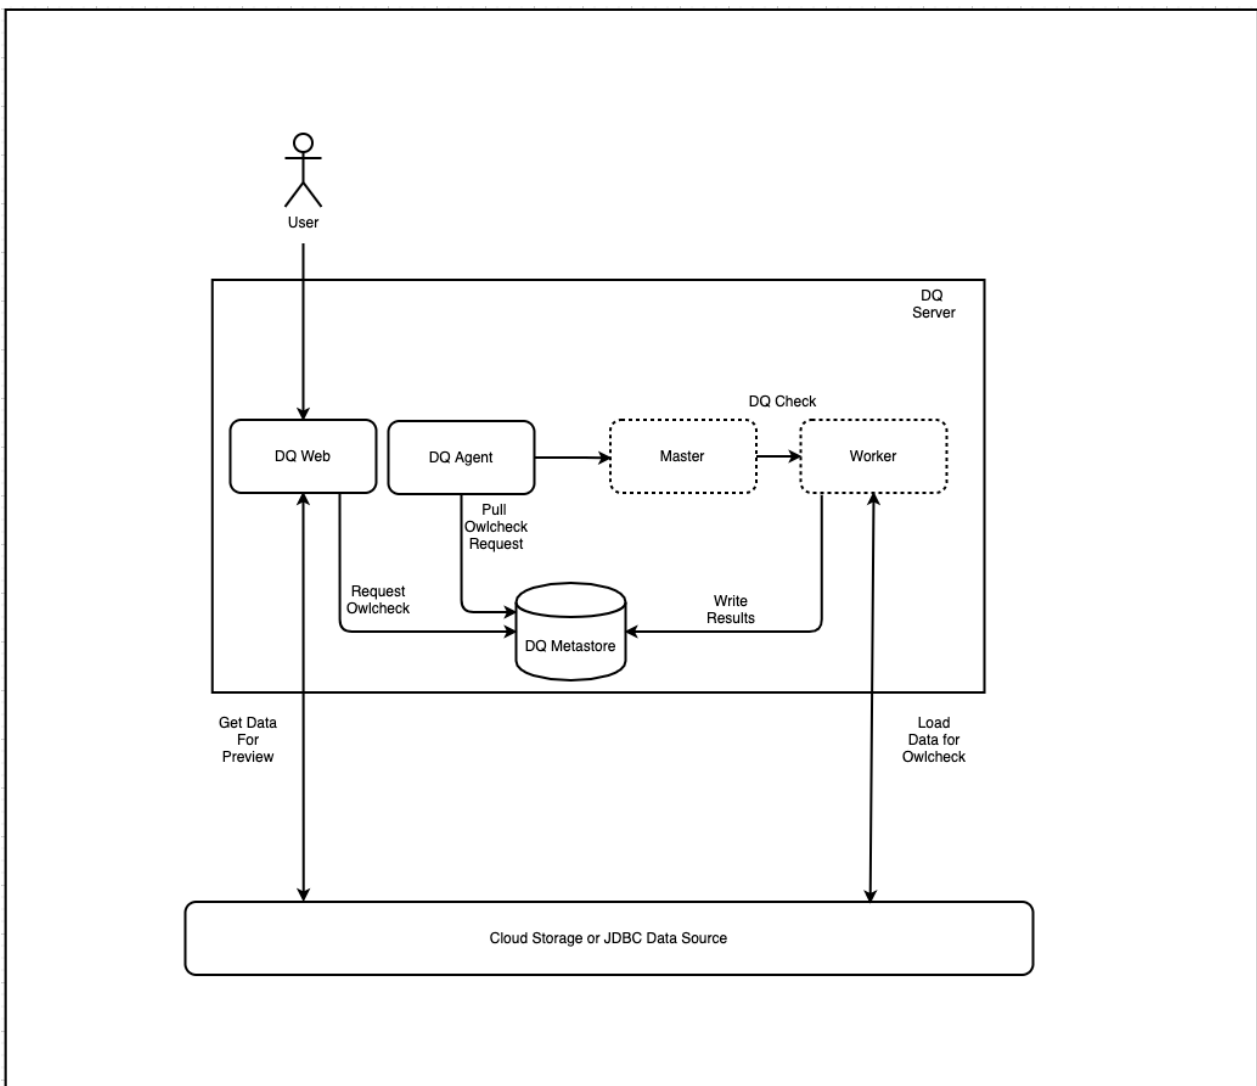 User
DQ
Server
DQ Check
DQ Web
DQ Agent
Master
Worker
Pull
Owlcheck
Request
Request
Owlcheck
Write
Results
DQ Metastore
Get Data
For
Preview
Load
Data for
Owlcheck
Cloud Storage or JDBC Data Source